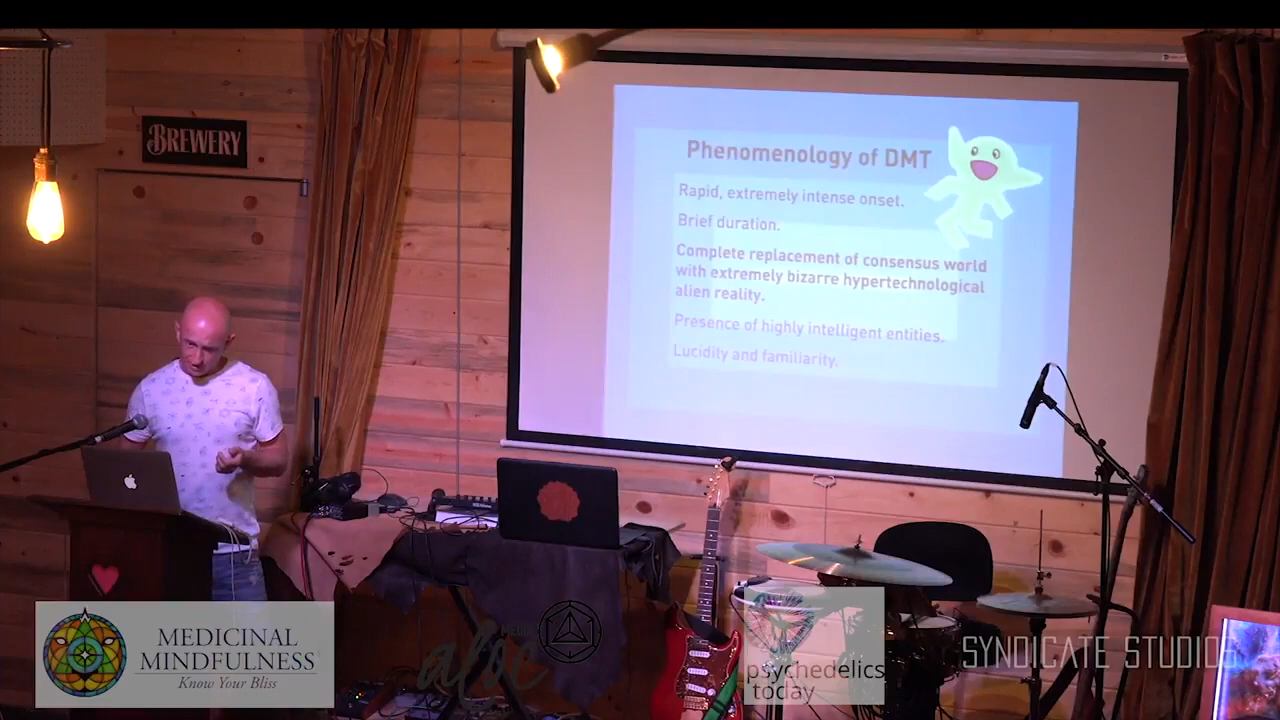 BREWERY
Phenomenology of DMT
Rapid, extremely intense onset.
Brief duration.
Complete replacement of consensus world
with extremely bizarre hypertechnological
alien reality.
Presence of highly intelligent entities.
Lucidity and familiarity.
MEDICINAL
MINDFULNESS
Know Your Bliss
psychedelics
today
SYNDICATE STUDIOS